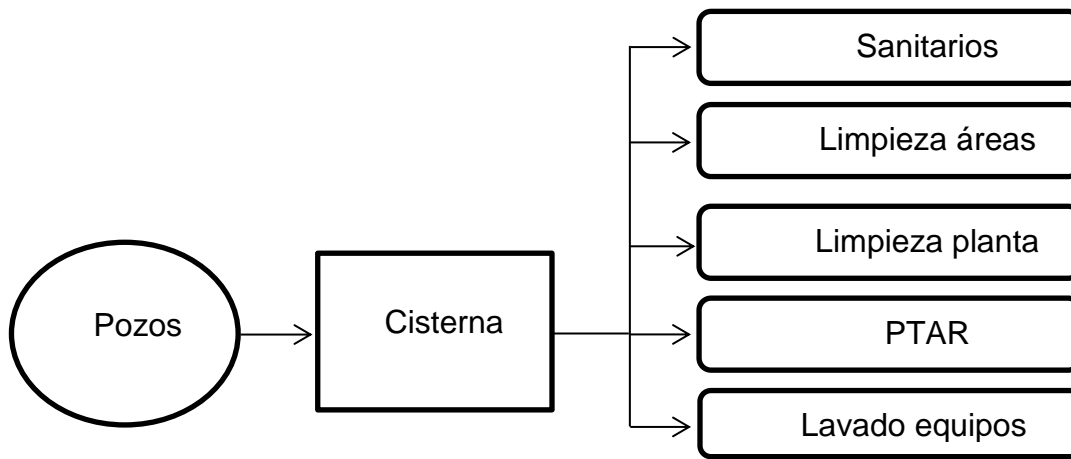 Sanitarios
Limpieza áreas
Limpieza planta
Pozos
Cisterna
PTAR
Lavado equipos